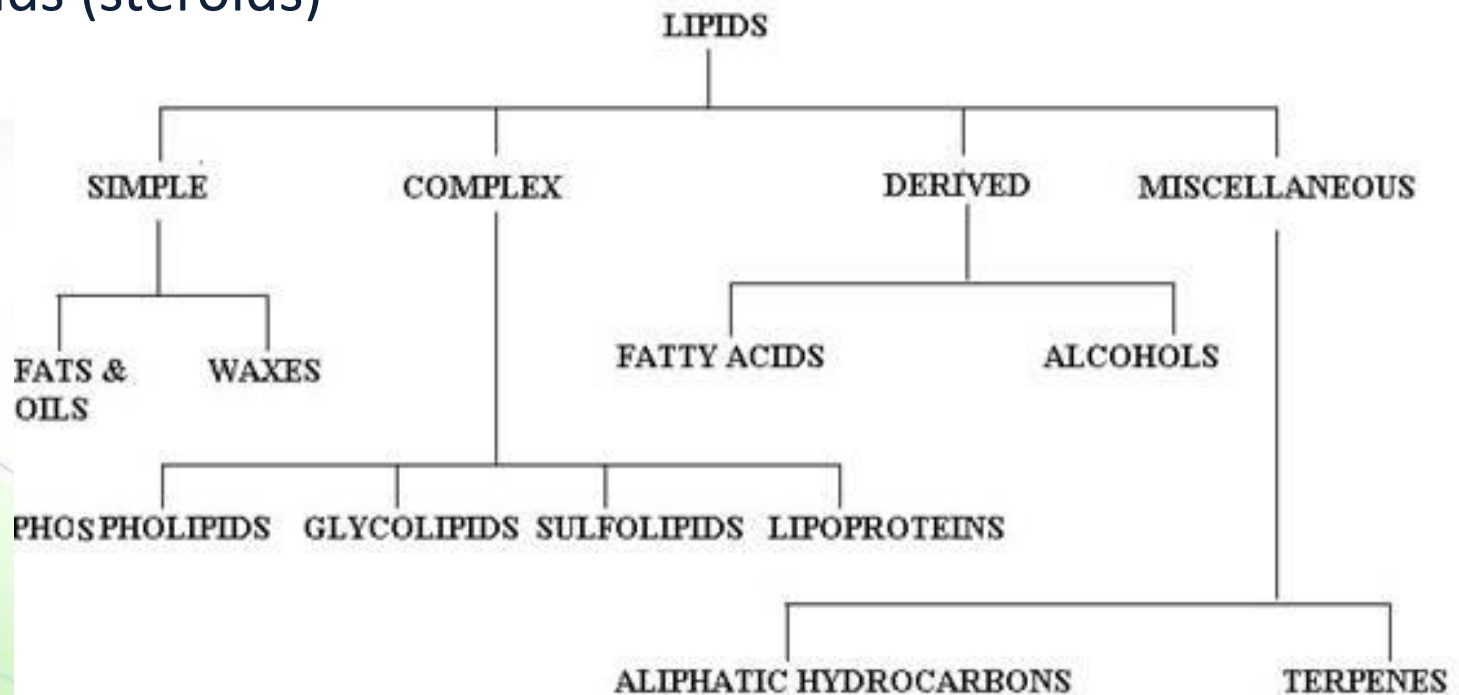 (steroids)
LIPIDS
SIMPLE COMPLEX DERIVED MISCELLANEOUS
FATS & WAXES FATTY ACIDS ALCOHOLS
OILS
PHOSPHOLIPIDS GLYCOLIPIDS SULFOLIPIDS LIPOPROTEINS
ALIPHATIC HYDROCARBONS TERPENES